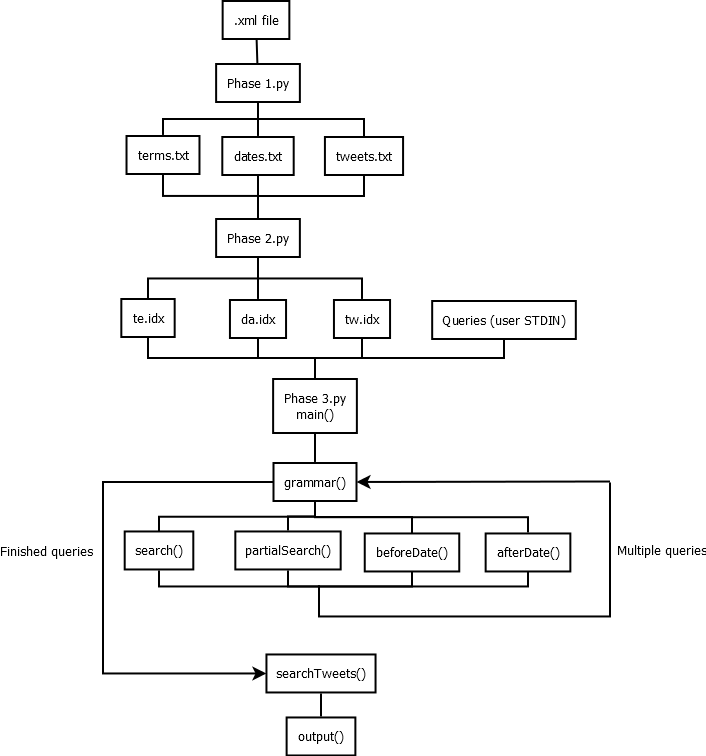 .xml file
Phase 1.py
terms.txt
dates.txt
tweets.txt
Phase 2.py
te.idx
da.idx
tw.idx
Queries (user STDIN)
Phase 3.py
main()
grammar()
search()
partialSearch()
beforeDate()
afterDate()
Finished queries
Multiple queries
searchTweets()
output()